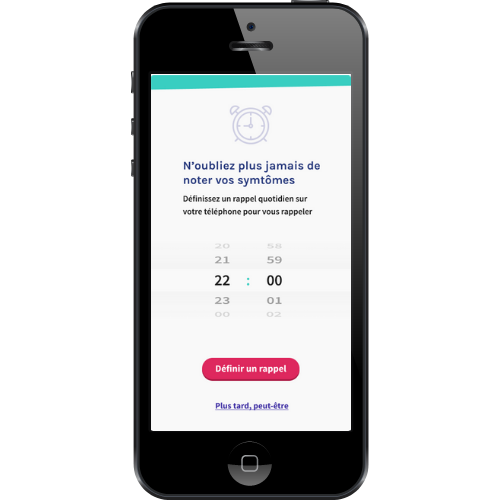 N'oubliez plus jamais de
noter vos symtômes
Définissez un rappel quotidien sur
votre téléphone pour vous rappeler
20 58
21 59
22 : 00
23 01
00 02
Définir un rappel
Plus tard, peut-être